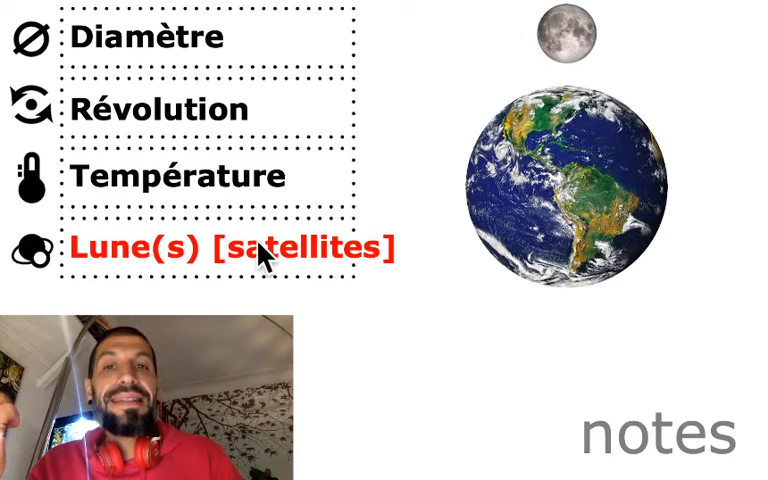 Diamètre
Révolution
Température
Lune(s) [satellites]
notes